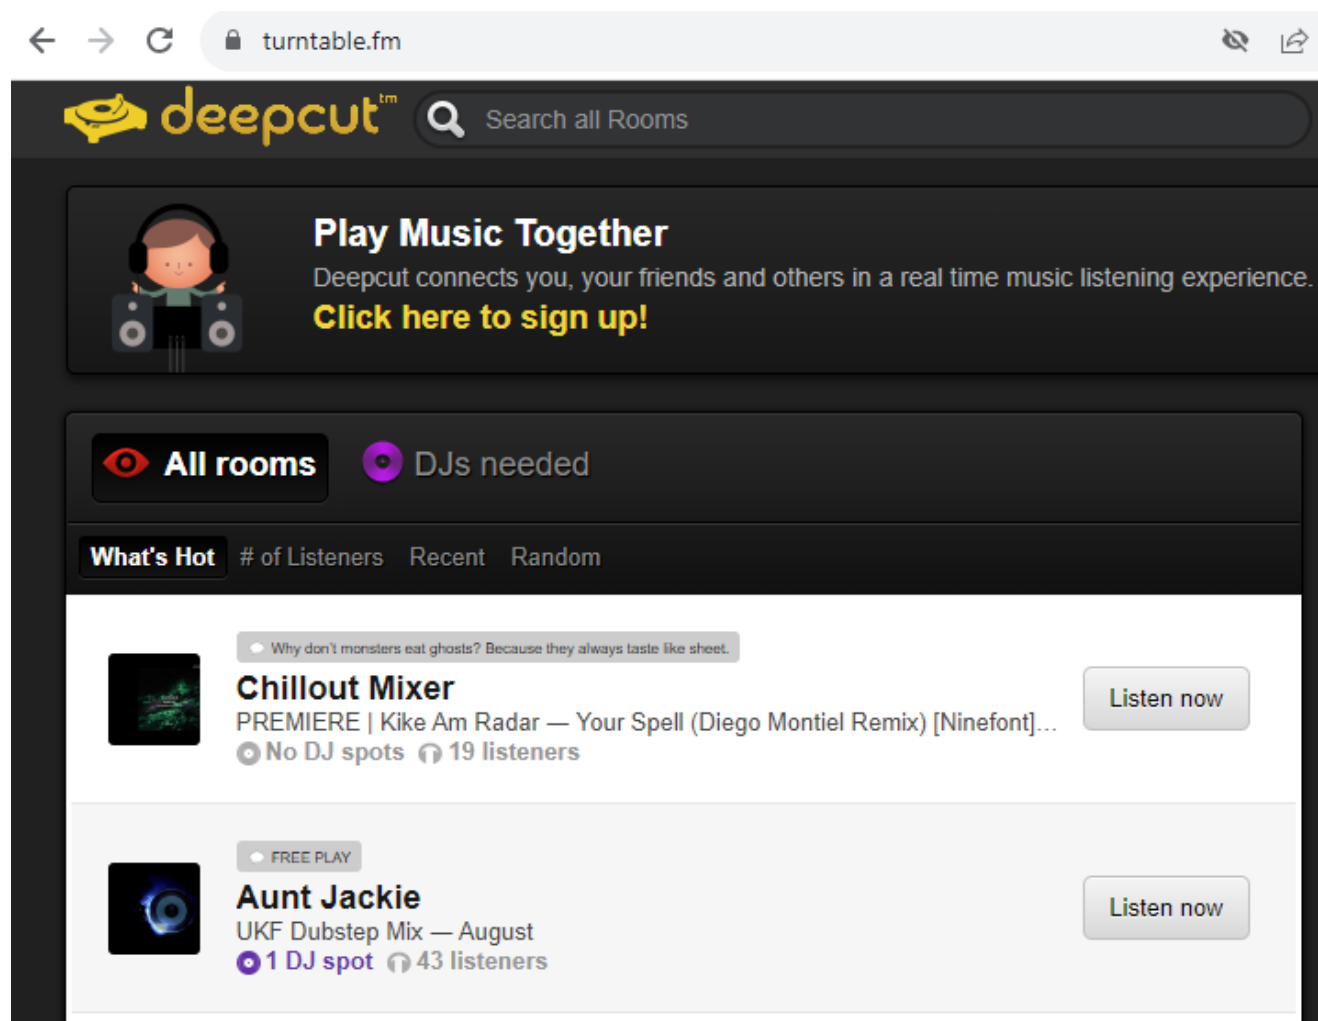 turntable.fm
deepcut™
Search all Rooms
Play Music Together
Deepcut connects you, your friends and others in a real time music listening experience.
Click here to sign up!
All rooms
DJs needed
What's Hot
# of Listeners
Recent
Random
Why don't monsters eat ghosts? Because they always taste like sheet.
Chillout Mixer
PREMIERE | Kike Am Radar — Your Spell (Diego Montiel Remix) [Ninefont]...
No DJ spots
19 listeners
Listen now
FREE PLAY
Aunt Jackie
UKF Dubstep Mix — August
1 DJ spot
43 listeners
Listen now